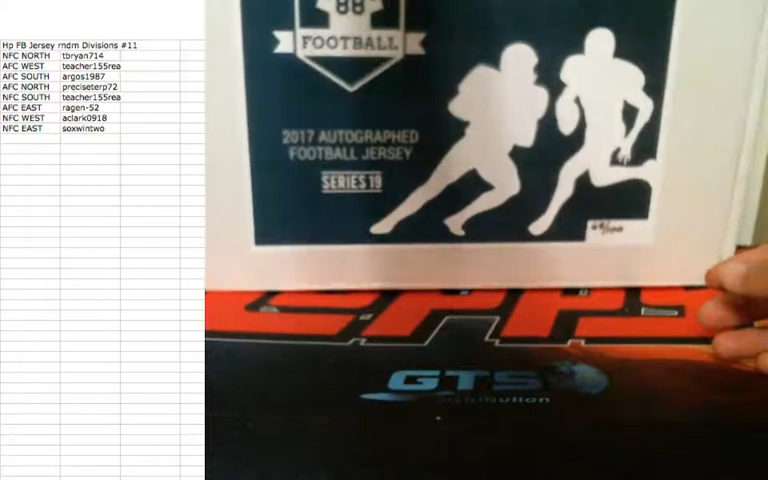 Hp FB Jersey rndm Divisions #11
NFC NORTH tbryan714
AFC WEST teacher155rea
AFC SOUTH argos1987
AFC NORTH preciseterp72
NFC SOUTH teacher155rea
AFC EAST ragen-52
NFC WEST aclark0918
NFC EAST soxwintwo
88
FOOTBALL
2017 AUTOGRAPHED
FOOTBALL JERSEY
SERIES 19
GTS